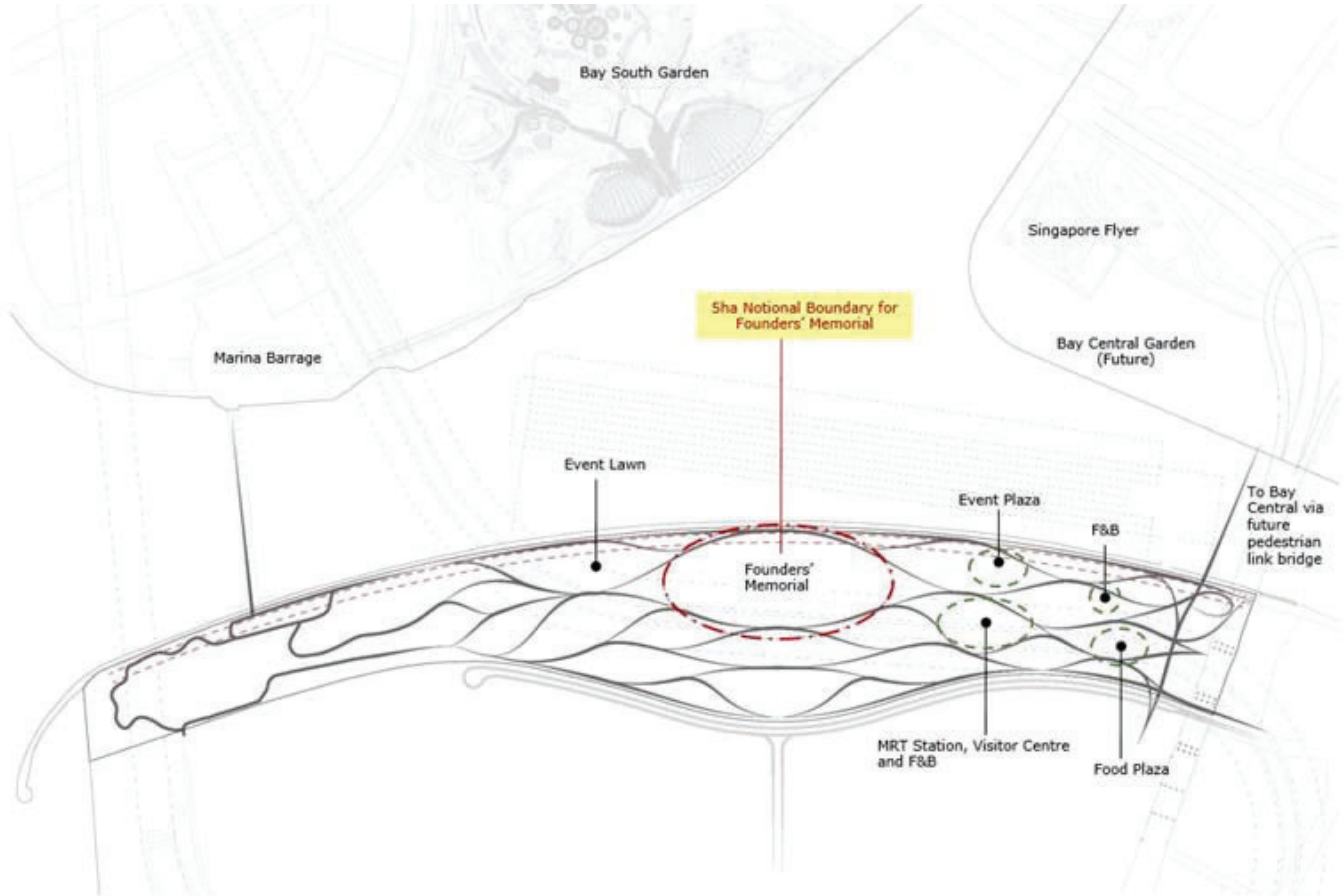 Bay South Garden
Singapore Flyer
5ha Notional Boundary for
Founders' Memorial
Marina Barrage
Bay Central Garden
(Future)
Event Lawn
Event Plaza
F&B
To Bay
Central via
future
pedestrian
link bridge
Founders'
Memorial
MRT Station, Visitor Centre
and F&B
Food Plaza